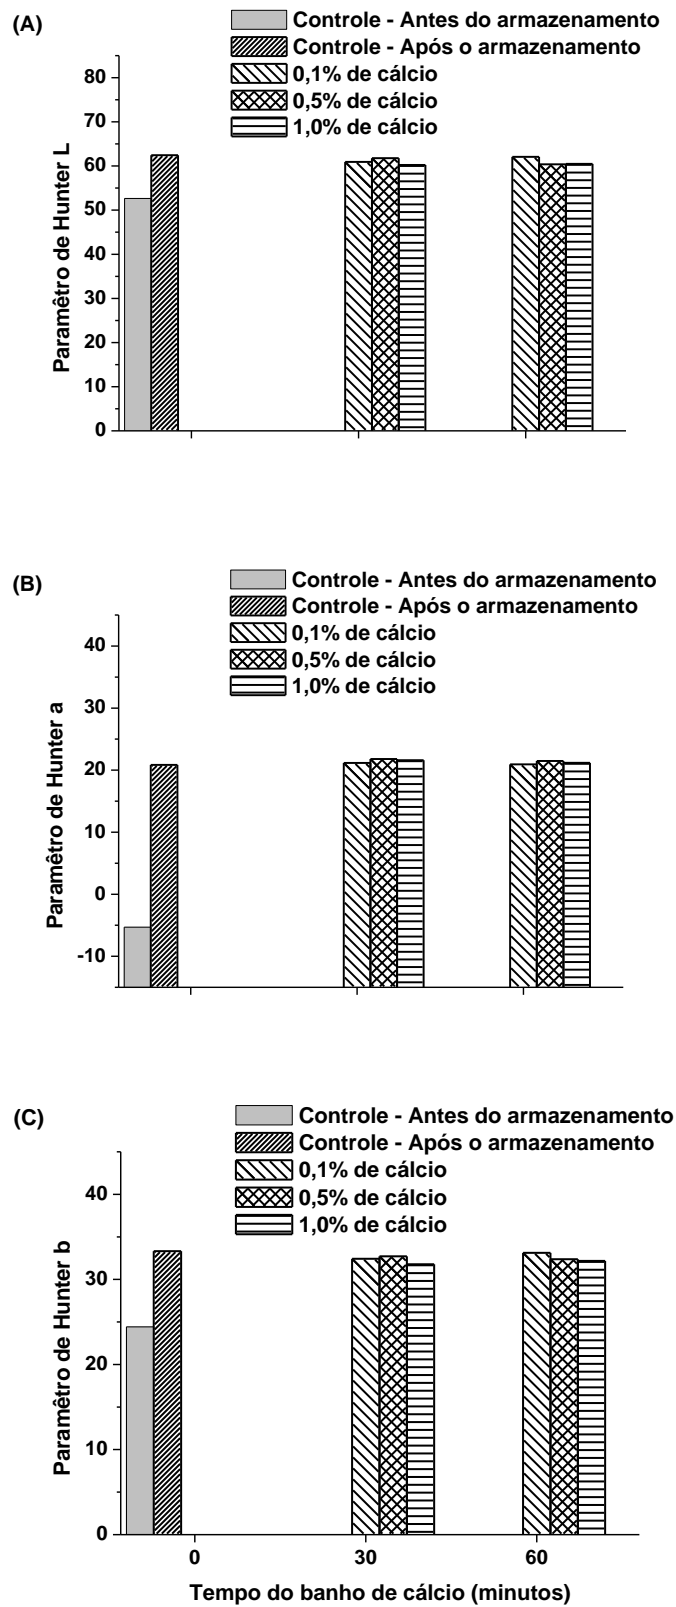 (A)
Controle - Antes do armazenamento
Controle - Após o armazenamento
0,1% de cálcio
0,5% de cálcio
1,0% de cálcio
80
70
60
50
40
30
20
10
0
Paramêtro de Hunter L
(B)
Controle - Antes do armazenamento
Controle - Após o armazenamento
0,1% de cálcio
0,5% de cálcio
1,0% de cálcio
40
30
20
10
0
-10
Paramêtro de Hunter a
(C)
Controle - Antes do armazenamento
Controle - Após o armazenamento
0,1% de cálcio
0,5% de cálcio
1,0% de cálcio
40
30
20
10
0
Paramêtro de Hunter b
0 30 60
Tempo do banho de cálcio (minutos)